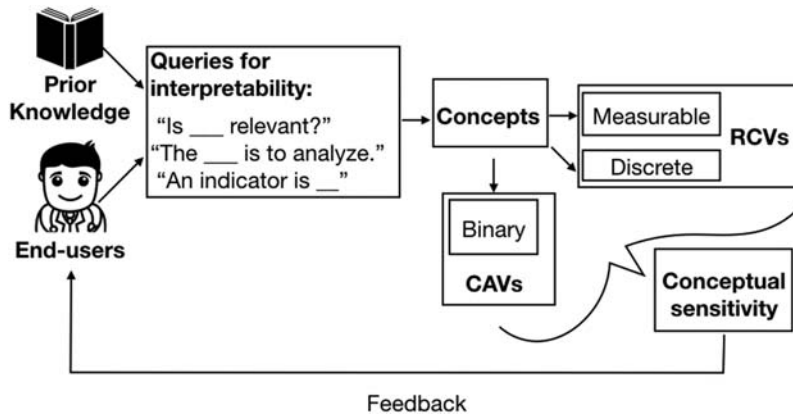 Prior
Knowledge
End-users
Queries for
interpretability:
“Is ___ relevant?”
“The ___ is to analyze.”
“An indicator is __”
Concepts
Measurable
Discrete
RCVs
Binary
CAVs
Conceptual
sensitivity
Feedback